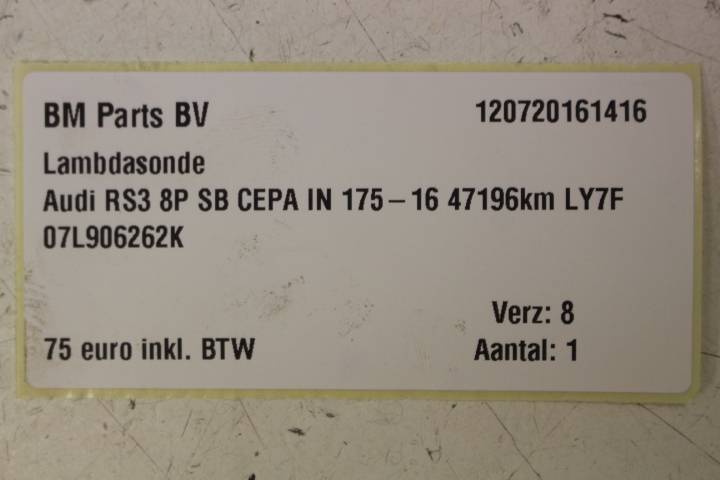 BM Parts BV 120720161416
Lambdasonde
Audi RS3 8P SB CEPA IN 175-16 47196km LY7F
07L906262K
Verz: 8
75 euro inkl. BTW Aantal: 1